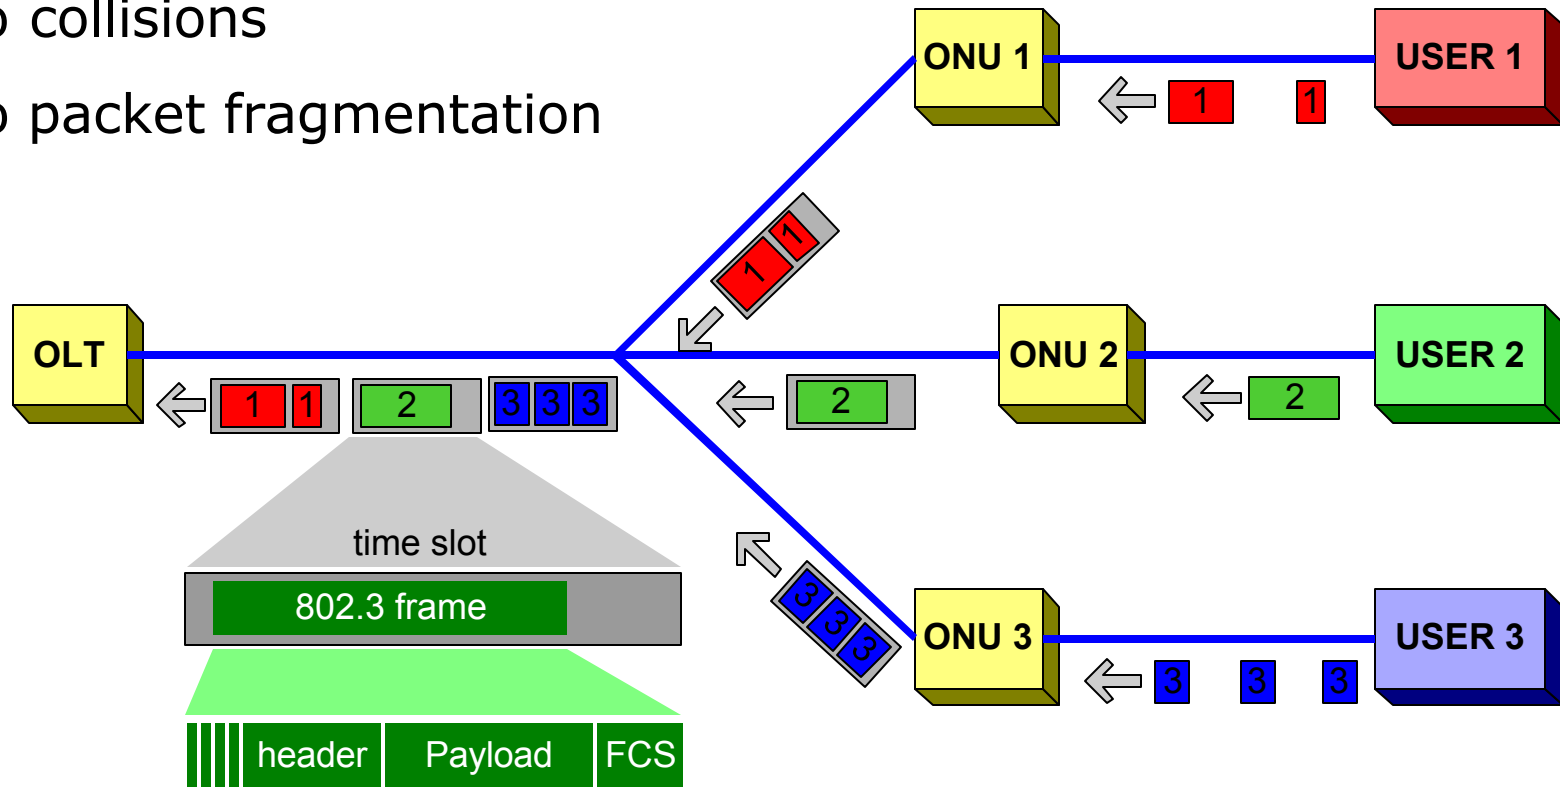 o collisions
o packet fragmentation
ONU 1
USER 1
1
1
1
1
OLT
ONU 2
USER 2
1
1
2
3
3
3
2
2
time slot
802.3 frame
3
3
3
ONU 3
USER 3
3
3
3
header
Payload
FCS